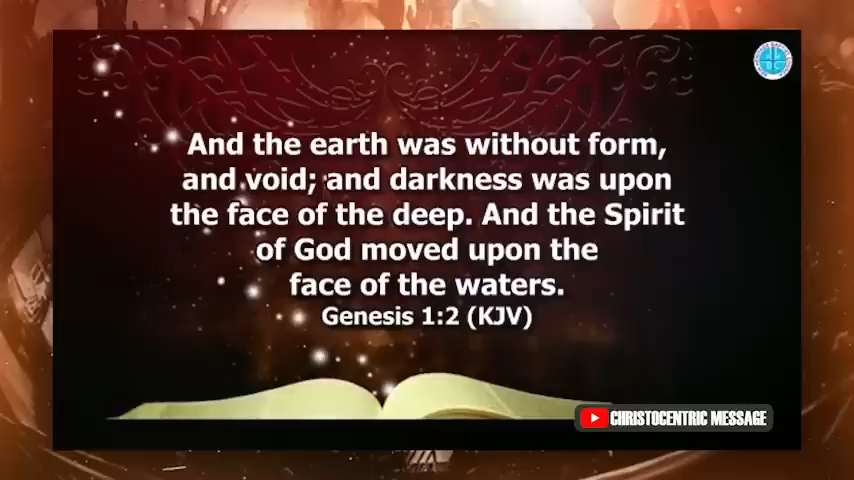 And the earth was without form,
and void; and darkness was upon
the face of the deep. And the Spirit
of God moved upon the
face of the waters.
Genesis 1:2 (KJV)
CHRISTOCENTRIC MESSAGE